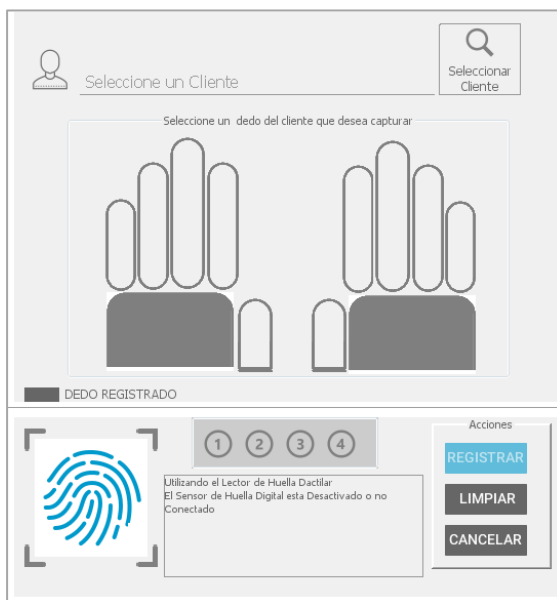 Seleccione un Cliente
Seleccionar
Cliente
Seleccione un dedo del cliente que desea capturar
DEDO REGISTRADO
1 2 3 4
Utilizando el Lector de Huella Dactilar
El Sensor de Huella Digital esta Desactivado o no
Conectado
Acciones
REGISTRAR
LIMPIAR
CANCELAR